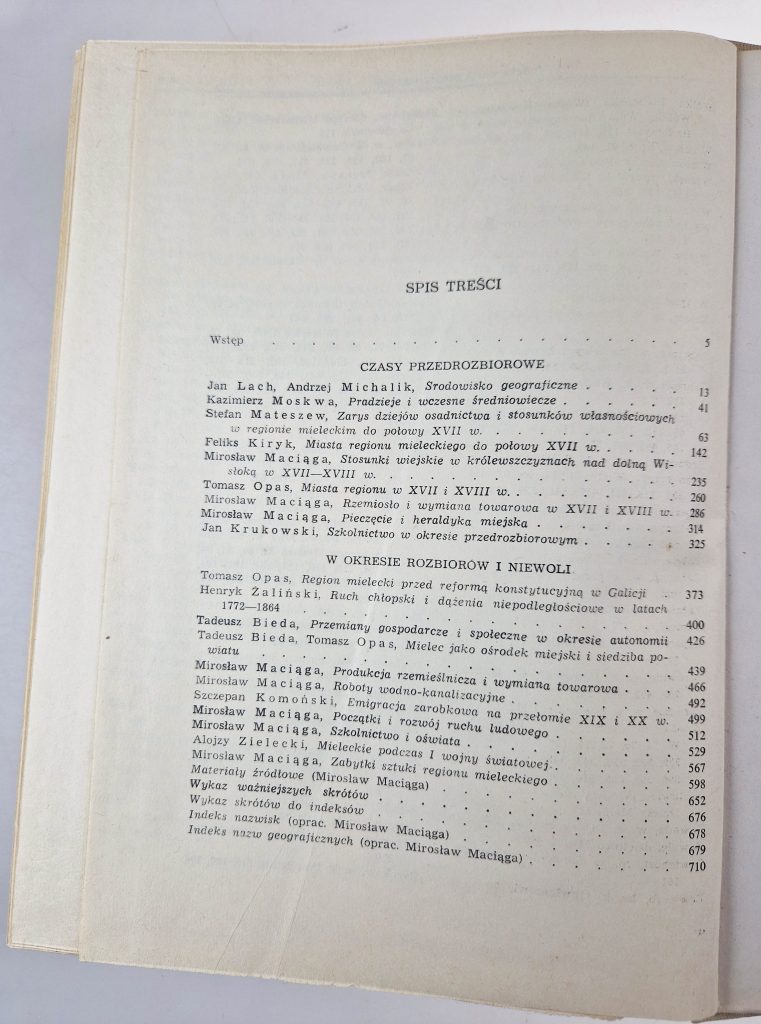 SPIS TREŚCI
Wstęp . . . . . . . . . . . . . . . . . 5
CZASY PRZEDROZBIOROWE
Jan Lach, Andrzej Michalik, Srodowisko geograficzne . . . . . 13
Kazimierz Moskwa, Pradzieje i wczesne średniowiecze . . . . . 41
Stefan Mateszew, Zarys dziejów osadnictwa i stosunków własnościowych
w regionie mieleckim do połowy XVII w. . . . . . . . . 63
Feliks Kiryk, Miasta regionu mieleckiego do połowy XVII w. . . . . 142
Mirosław Maciąga, Stosunki wiejskie w królewszczyznach nad dolną Wi-
słoką w XVII—XVIII w. . . . . . . . . . . . . 235
Tomasz Opas, Miasta regionu w XVII i XVIII w. . . . . . . . 260
Mirosław Maciąga, Rzemiosło i wymiana towarowa w XVII i XVIII w. 286
Mirosław Maciąga, Pieczęcie i heraldyka miejska . . . . . . 314
Jan Krukowski, Szkolnictwo w okresie przedrozbiorowym . . . . . 325
W OKRESIE ROZBIORÓW I NIEWOLI
Tomasz Opas, Region mielecki przed reformą konstytucyjną w Galicji . 373
Henryk Żaliński, Ruch chłopski i dążenia niepodległościowe w latach
1772—1864 . . . . . . . . . . . . . . . 400
Tadeusz Bieda, Przemiany gospodarcze i społeczne w okresie autonomii 426
Tadeusz Bieda, Tomasz Opas, Mielec jako ośrodek miejski i siedziba po-
wiatu . . . . . . . . . . . . . . . . 439
Mirosław Maciąga, Produkcja rzemieślnicza i wymiana towarowa . . . 466
Mirosław Maciąga, Roboty wodno-kanalizacyjne . . . . . . . 492
Szczepan Komoński, Emigracja zarobkowa na przełomie XIX i XX w. 499
Mirosław Maciąga, Początki i rozwój ruchu ludowego . . . . . 512
Mirosław Maciąga, Szkolnictwo i oświata . . . . . . . . 529
Alojzy Zielecki, Mieleckie podczas I wojny światowej . . . . . 567
Mirosław Maciąga, Zabytki sztuki regionu mieleckiego . . . . . 598
Materiały źródłowe (Mirosław Maciąga) . . . . . . . . . 652
Wykaz ważniejszych skrótów . . . . . . . . . . . 676
Wykaz skrótów do indeksów . . . . . . . . . . . 678
Indeks nazwisk (oprac. Mirosław Maciąga) . . . . . . . . 679
Indeks nazw geograficznych (oprac. Mirosław Maciąga) . . . . . 710